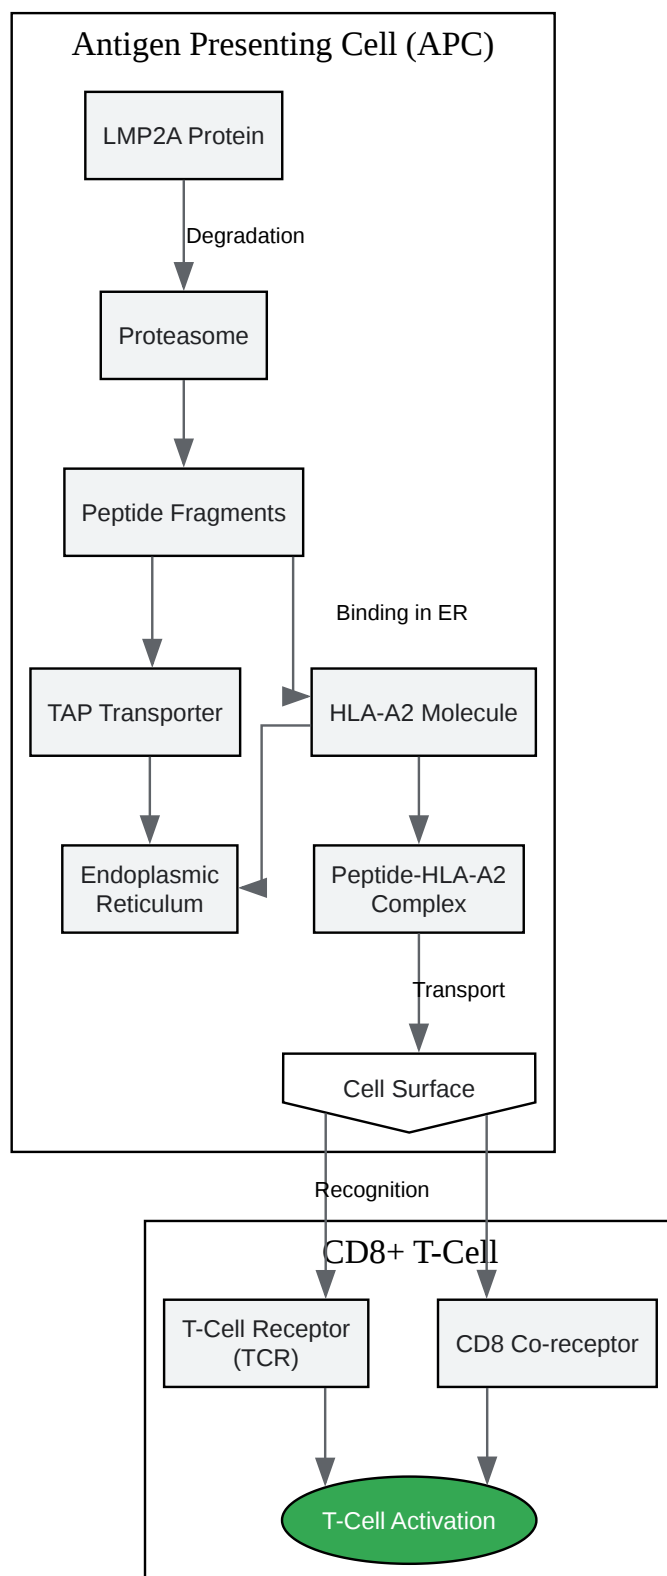 Antigen Presenting Cell (APC)
LMP2A Protein
Degradation
Proteasome
Peptide Fragments
Binding in ER
TAP Transporter
HLA-A2 Molecule
Endoplasmic
Reticulum
Peptide-HLA-A2
Complex
Transport
Cell Surface
Recognition
CD8+ T-Cell
T-Cell Receptor
(TCR)
CD8 Co-receptor
T-Cell Activation